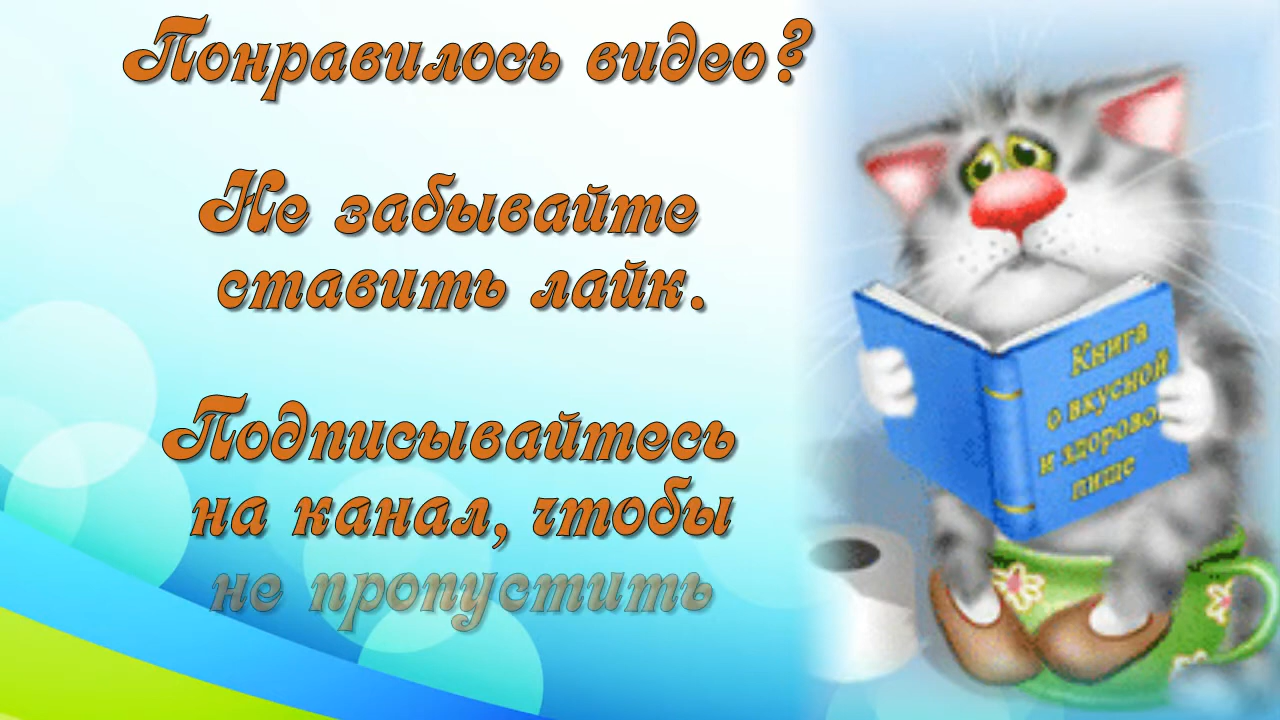 Понравилось видео?
Не забывайте
ставить лайк.
Подписывайтесь
на канал, чтобы
не пропустить
Книга
о вкусной
и здоровой
пище